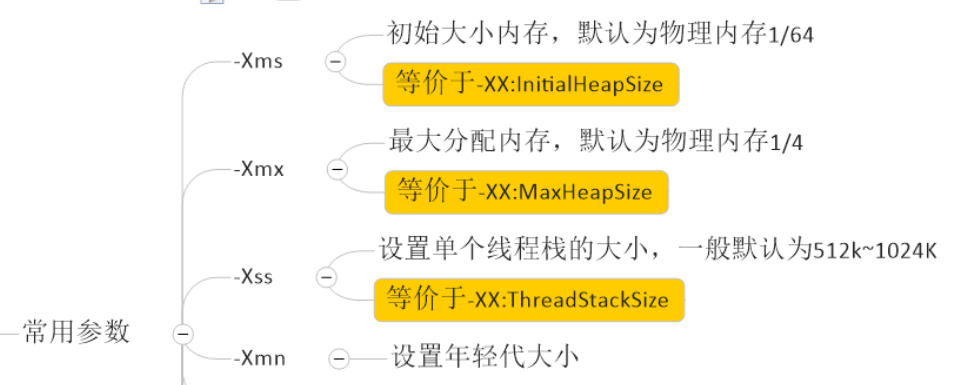 初始大小内存，默认为物理内存1/64
-Xms
等价于-XX:InitialHeapSize
最大分配内存，默认为物理内存1/4
-Xmx
等价于-XX:MaxHeapSize
设置单个线程栈的大小，一般默认为512k~1024K
-Xss
等价于-XX:ThreadStackSize
常用参数
-Xmn
设置年轻代大小